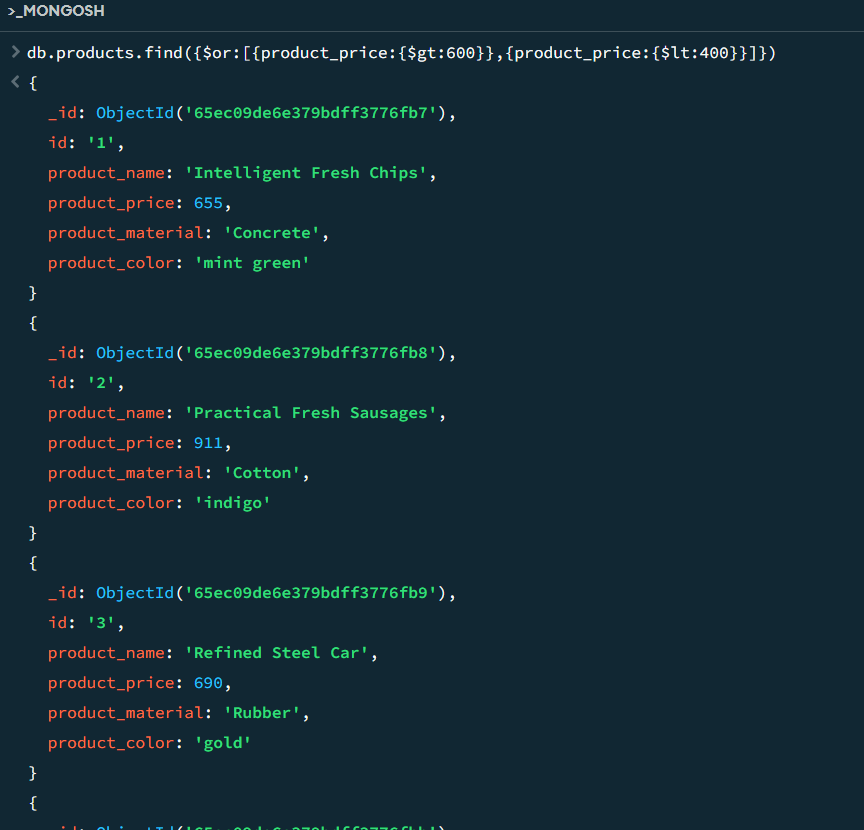 >_MONGOSH
> db.products.find({$or:[{product_price:{$gt:600}},{product_price:{$lt:400}}]})
< {
_id: ObjectId('65ec09de6e379bdff3776fb7'),
id: '1',
product_name: 'Intelligent Fresh Chips',
product_price: 655,
product_material: 'Concrete',
product_color: 'mint green'
}
{
_id: ObjectId('65ec09de6e379bdff3776fb8'),
id: '2',
product_name: 'Practical Fresh Sausages',
product_price: 911,
product_material: 'Cotton',
product_color: 'indigo'
}
{
_id: ObjectId('65ec09de6e379bdff3776fb9'),
id: '3',
product_name: 'Refined Steel Car',
product_price: 690,
product_material: 'Rubber',
product_color: 'gold'
}
{